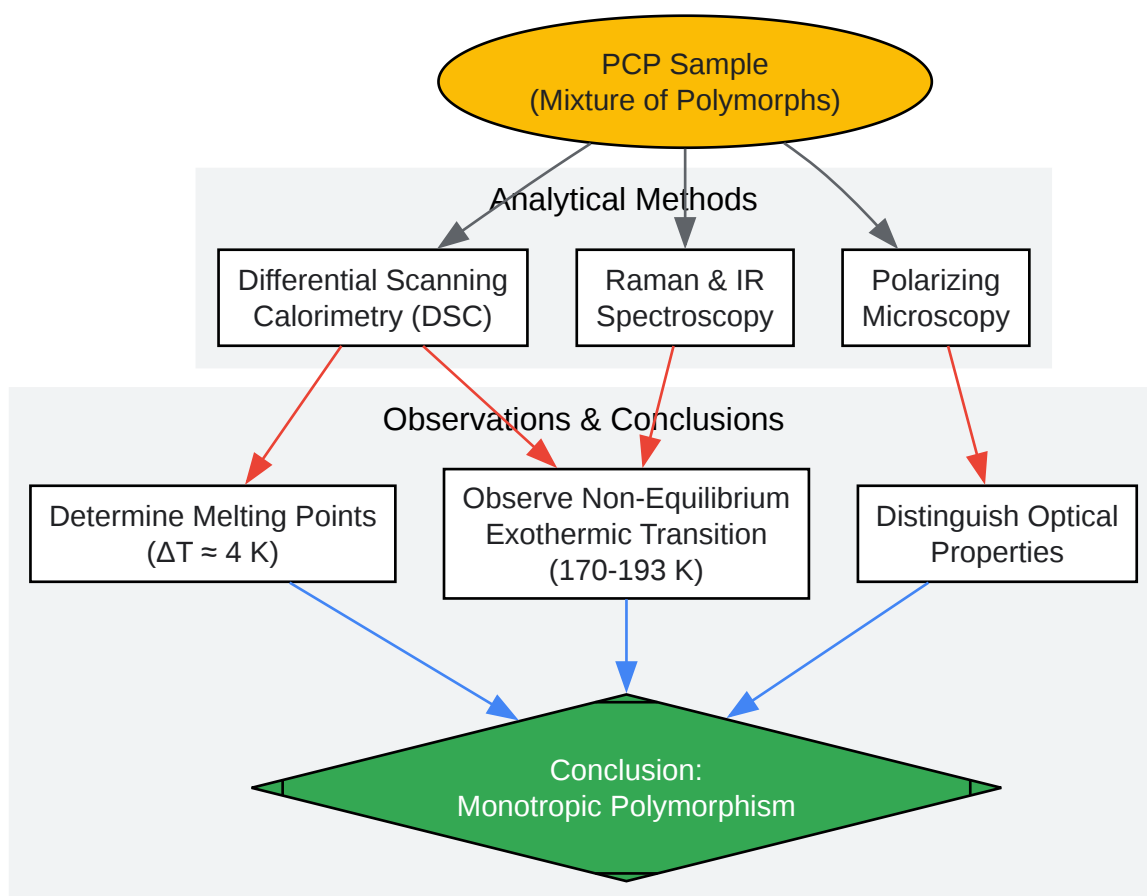 PCP Sample
(Mixture of Polymorphs)
Analytical Methods
Differential Scanning
Calorimetry (DSC)
Raman & IR
Spectroscopy
Polarizing
Microscopy
Observations & Conclusions
Determine Melting Points
(ΔT ≈ 4 K)
Observe Non-Equilibrium
Exothermic Transition
(170-193 K)
Distinguish Optical
Properties
Conclusion:
Monotropic Polymorphism